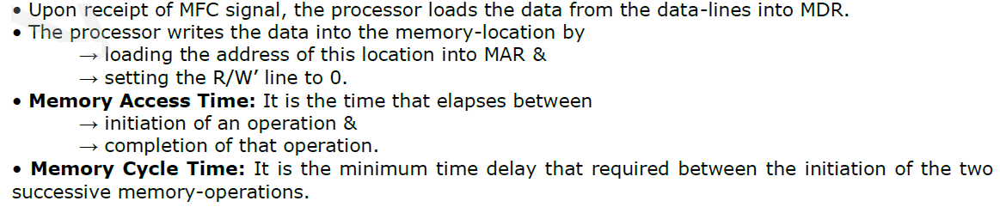 • Upon receipt of MFC signal, the processor loads the data from the data-lines into MDR.
• The processor writes the data into the memory-location by
→ loading the address of this location into MAR &
→ setting the R/W’ line to 0.
• Memory Access Time: It is the time that elapses between
→ initiation of an operation &
→ completion of that operation.
• Memory Cycle Time: It is the minimum time delay that required between the initiation of the two
successive memory-operations.